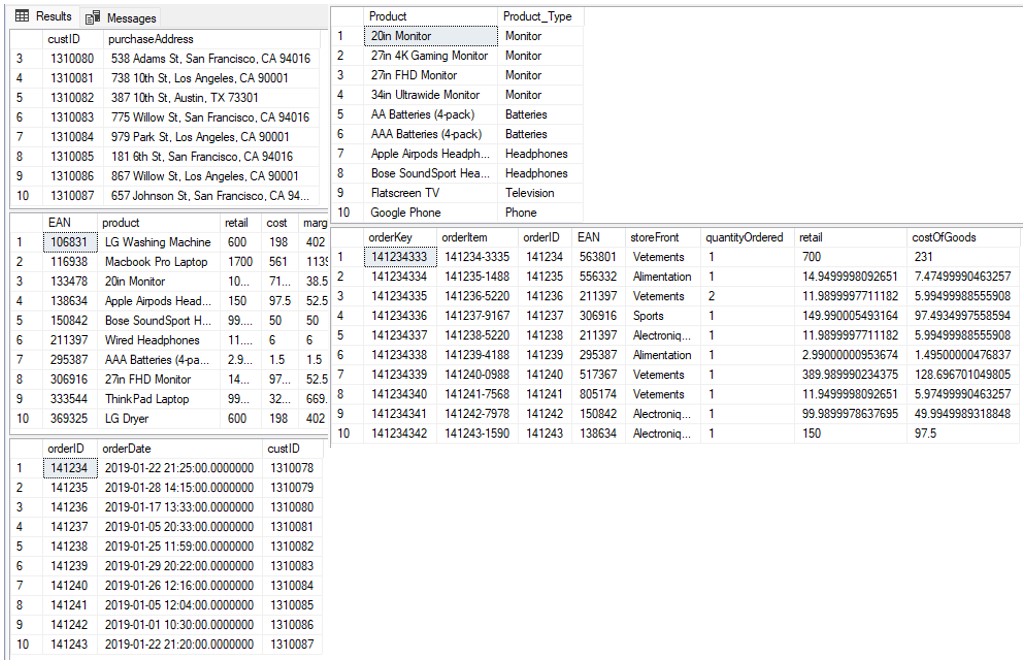 Results Messages
custID purchaseAddress
3 1310080 538 Adams St, San Francisco, CA 94016
4 1310081 738 10th St, Los Angeles, CA 90001
5 1310082 387 10th St, Austin, TX 73301
6 1310083 775 Willow St, San Francisco, CA 94016
7 1310084 979 Park St, Los Angeles, CA 90001
8 1310085 181 6th St, San Francisco, CA 94016
9 1310086 867 Willow St, Los Angeles, CA 90001
10 1310087 657 Johnson St, San Francisco, CA 94...
EAN product retail cost marg
1 106831 LG Washing Machine 600 198 402
2 116938 Macbook Pro Laptop 1700 561 1139
3 133478 20in Monitor 10... 71... 38.5
4 138634 Apple Airpods Head... 150 97.5 52.5
5 150842 Bose SoundSport H... 99.... 50 50
6 211397 Wired Headphones 11.... 6 6
7 295387 AAA Batteries (4-pa... 2.9... 1.5 1.5
8 306916 27in FHD Monitor 14... 97... 52.5
9 333544 ThinkPad Laptop 99... 32... 669.
10 369325 LG Dryer 600 198 402
orderID orderDate custID
1 141234 2019-01-22 21:25:00.0000000 1310078
2 141235 2019-01-28 14:15:00.0000000 1310079
3 141236 2019-01-17 13:33:00.0000000 1310080
4 141237 2019-01-05 20:33:00.0000000 1310081
5 141238 2019-01-25 11:59:00.0000000 1310082
6 141239 2019-01-29 20:22:00.0000000 1310083
7 141240 2019-01-26 12:16:00.0000000 1310084
8 141241 2019-01-05 12:04:00.0000000 1310085
9 141242 2019-01-01 10:30:00.0000000 1310086
10 141243 2019-01-22 21:20:00.0000000 1310087
Product Product_Type
1 20in Monitor Monitor
2 27in 4K Gaming Monitor Monitor
3 27in FHD Monitor Monitor
4 34in Ultrawide Monitor Monitor
5 AA Batteries (4-pack) Batteries
6 AAA Batteries (4-pack) Batteries
7 Apple Airpods Headph... Headphones
8 Bose SoundSport Hea... Headphones
9 Flatscreen TV Television
10 Google Phone Phone
orderKey orderItem orderID EAN storeFront quantityOrdered retail costOfGoods
1 141234333 141234-3335 141234 563801 Vetements 1 700 231
2 141234334 141235-1488 141235 556332 Alimentation 1 14.9499998092651 7.47499990463257
3 141234335 141236-5220 141236 211397 Vetements 2 11.9899997711182 5.99499988555908
4 141234336 141237-9167 141237 306916 Sports 1 149.990005493164 97.4934997558594
5 141234337 141238-5220 141238 211397 Alectroniq... 1 11.9899997711182 5.99499988555908
6 141234338 141239-4188 141239 295387 Alimentation 1 2.99000000953674 1.49500000476837
7 141234339 141240-0988 141240 517367 Vetements 1 389.989990234375 128.696701049805
8 141234340 141241-7568 141241 805174 Vetements 1 11.9499998092651 5.97499990463257
9 141234341 141242-7978 141242 150842 Alectroniq... 1 99.9899978637695 49.9949989318848
10 141234342 141243-1590 141243 138634 Alectroniq... 1 150 97.5